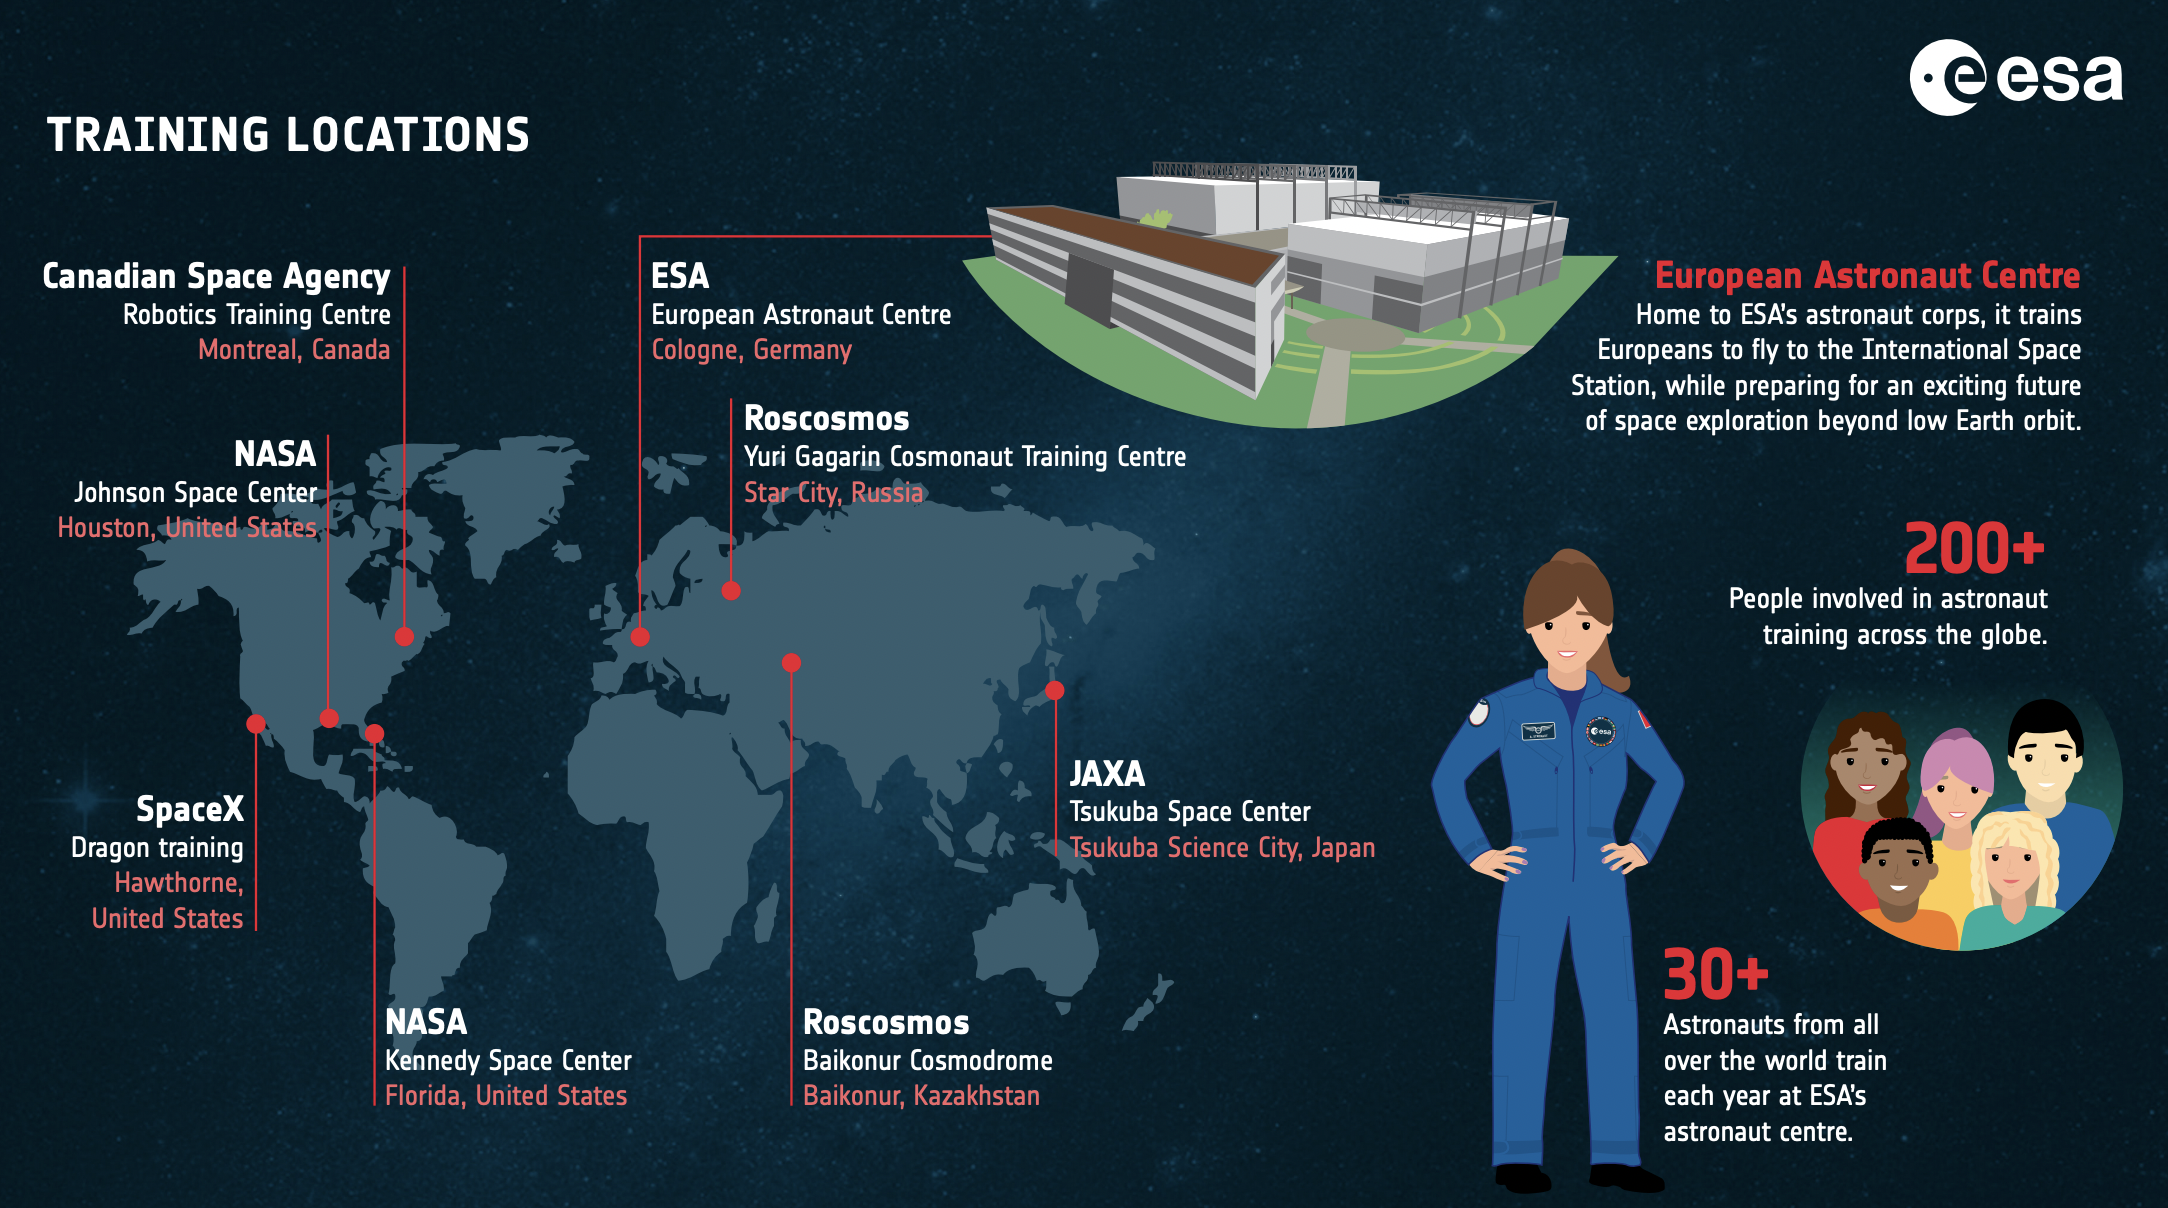 esa
TRAINING LOCATIONS
Canadian Space Agency
Robotics Training Centre
Montreal, Canada
NASA
Johnson Space Center
Houston, United States
SpaceX
Dragon training
Hawthorne,
United States
NASA
Kennedy Space Center
Florida, United States
ESA
European Astronaut Centre
Cologne, Germany
Roscosmos
Yuri Gagarin Cosmonaut Training Centre
Star City, Russia
Roscosmos
Baikonur Cosmodrome
Baikonur, Kazakhstan
JAXA
Tsukuba Space Center
Tsukuba Science City, Japan
European Astronaut Centre
Home to ESA's astronaut corps, it trains
Europeans to fly to the International Space
Station, while preparing for an exciting future
of space exploration beyond low Earth orbit.
200+
People involved in astronaut
training across the globe.
esa
30+
Astronauts from all
over the world train
each year at ESA's
astronaut centre.